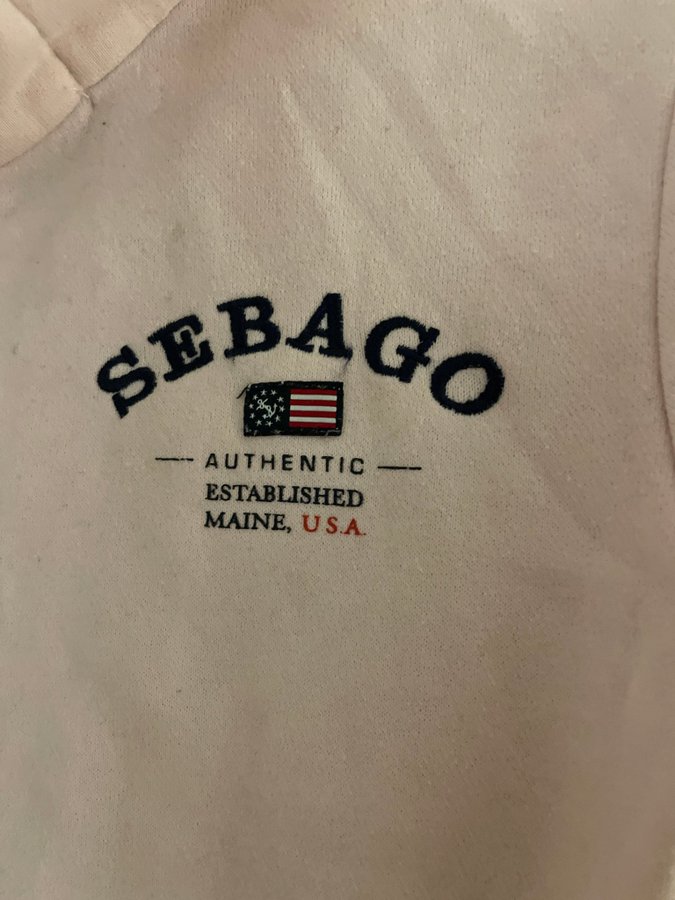 SEBAGO
— AUTHENTIC —
ESTABLISHED
MAINE, U.S.A.